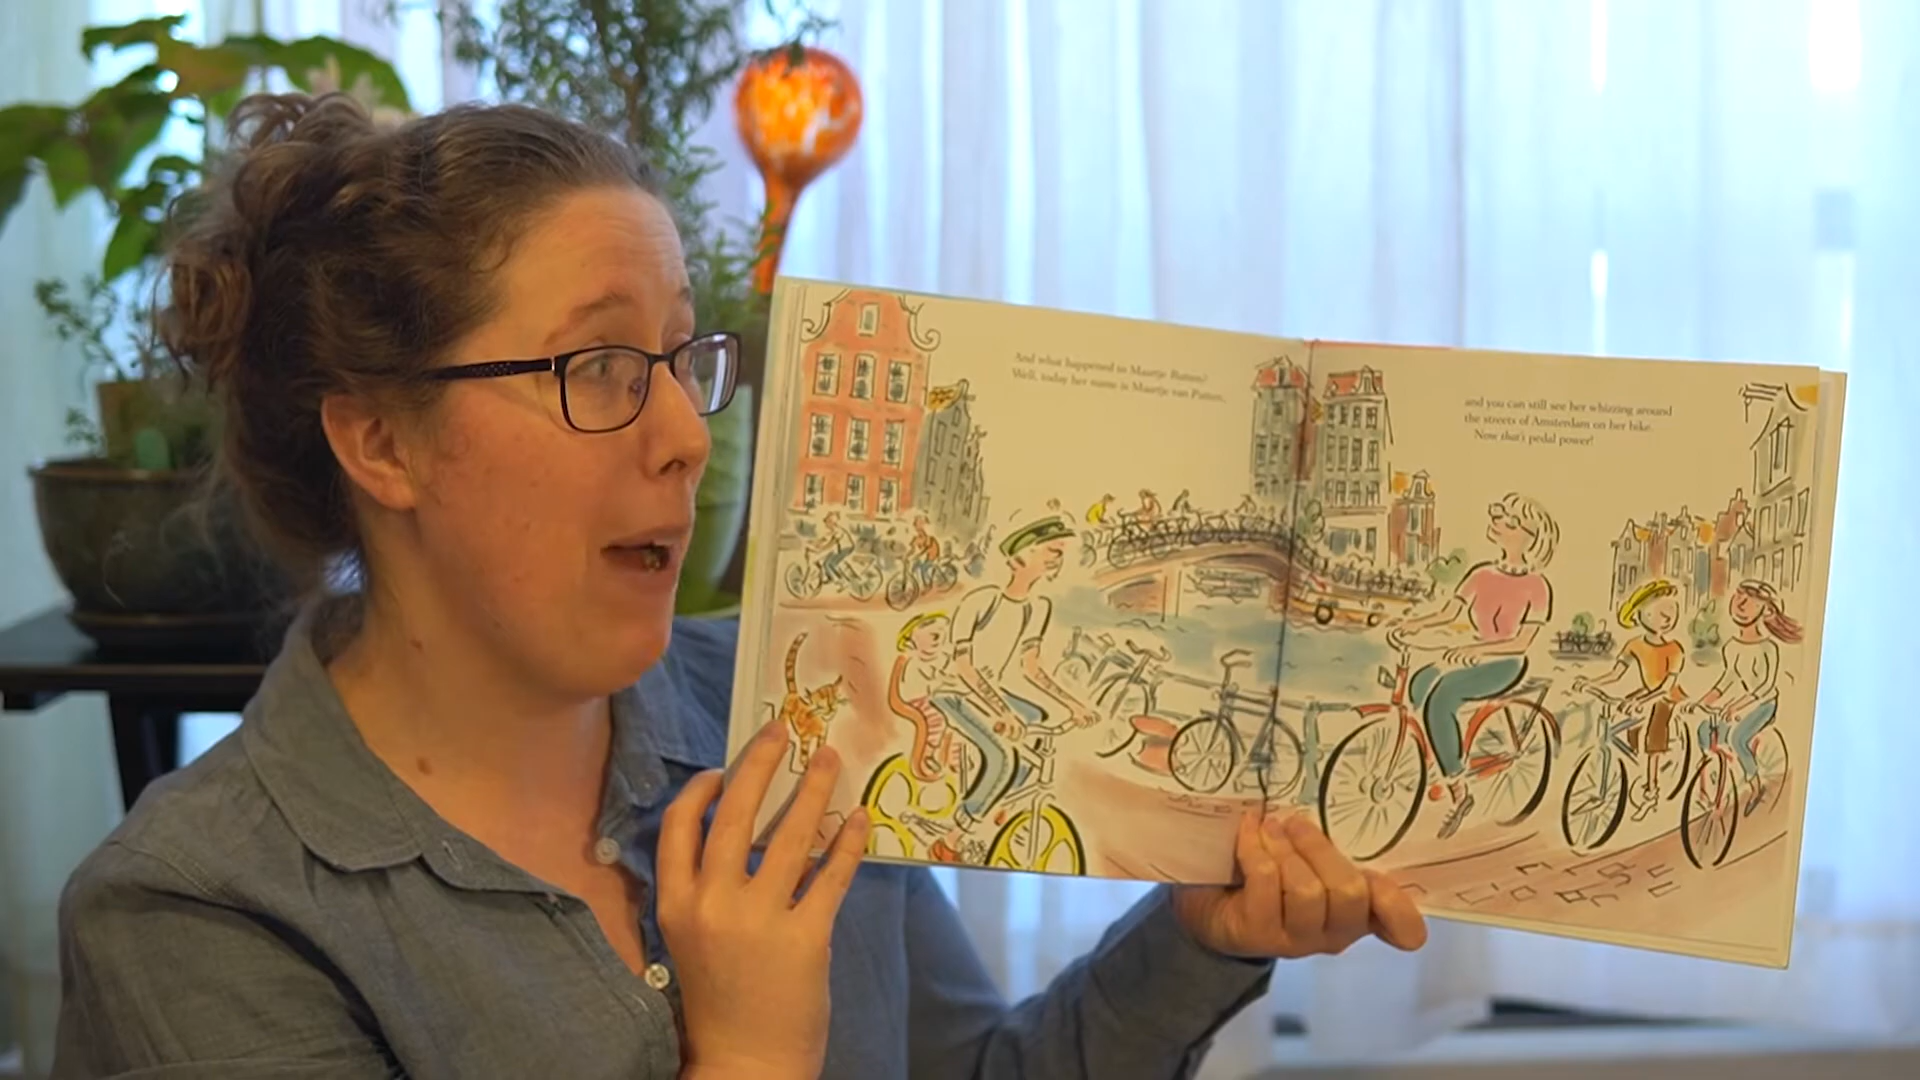 And what happened to Maartje Rutten?
Well, today her name is Maartje van Putten,
and you can still see her whizzing around
the streets of Amsterdam on her bike.
Now that's pedal power!